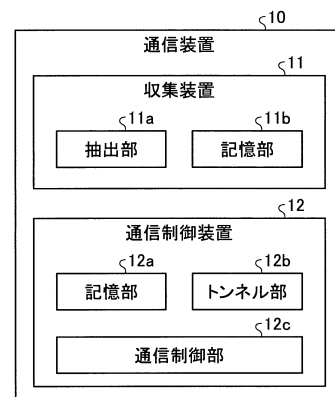 10
通信装置
11
収集装置
11a
抽出部
11b
記憶部
12
通信制御装置
12a
記憶部
12b
トンネル部
12c
通信制御部